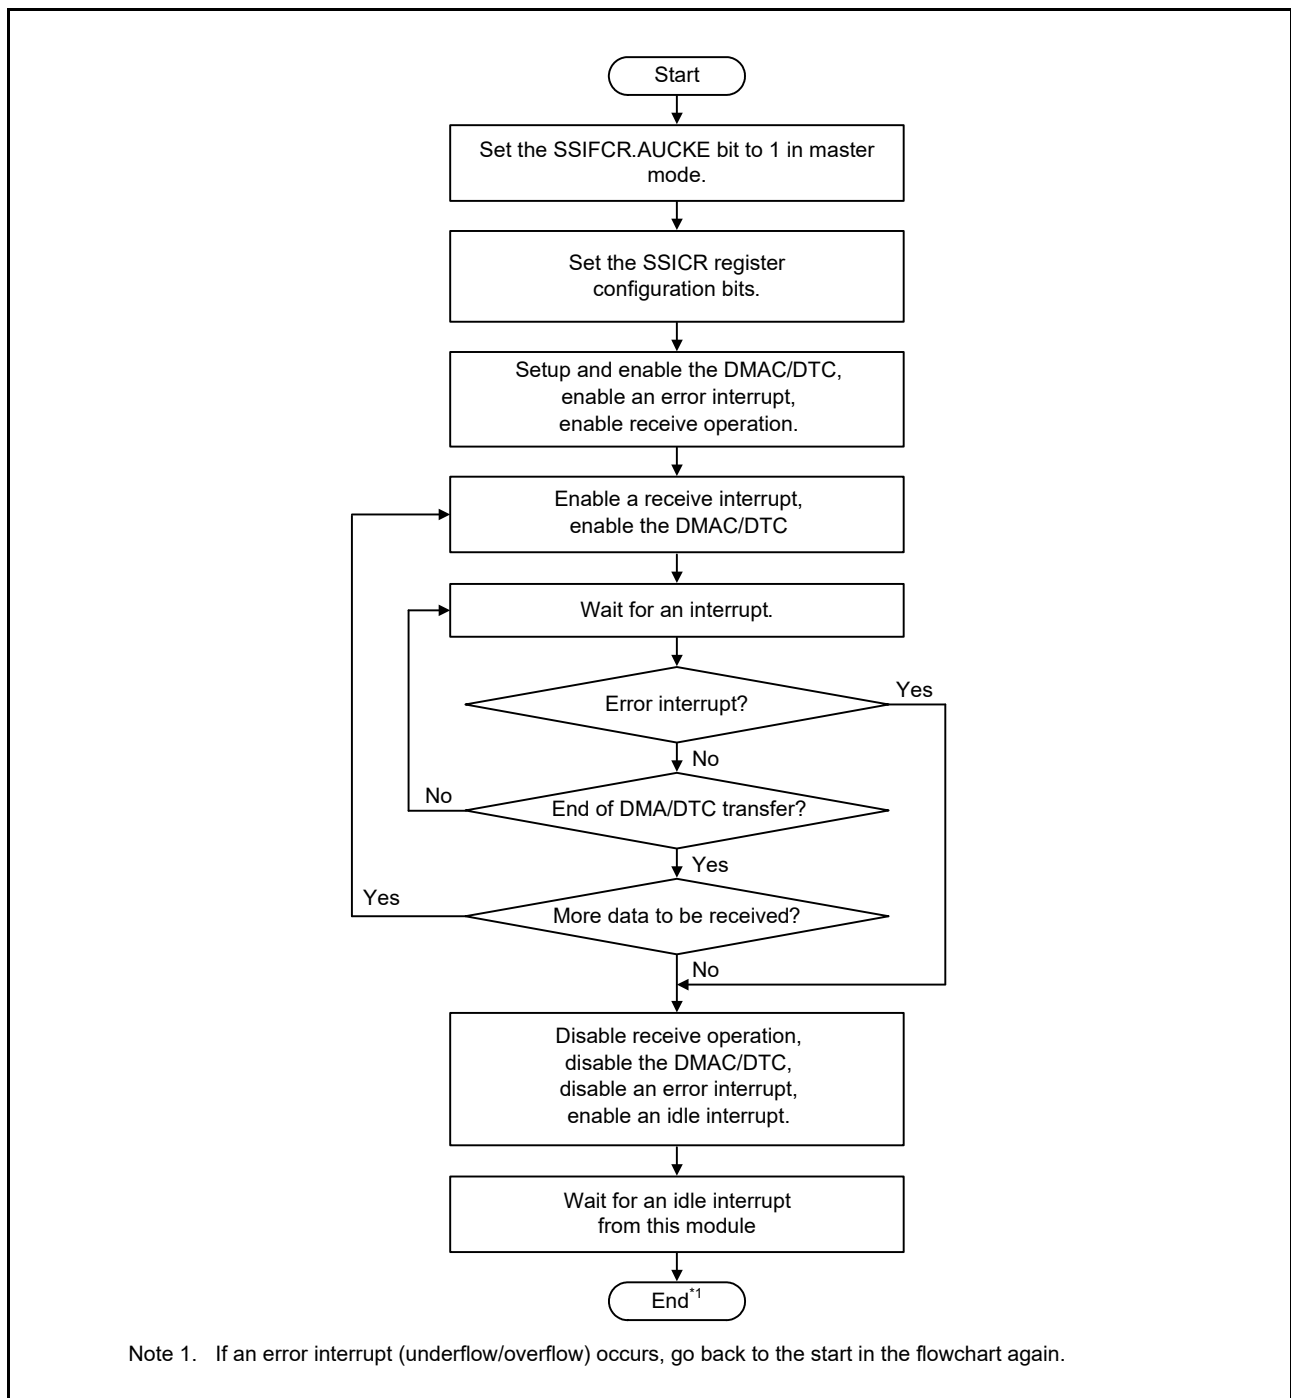 Start
Set the SSIFCR.AUCKE bit to 1 in master
mode.
Set the SSICR register
configuration bits.
Setup and enable the DMAC/DTC,
enable an error interrupt,
enable receive operation.
Enable a receive interrupt,
enable the DMAC/DTC
Wait for an interrupt.
Error interrupt?
Yes
No
End of DMA/DTC transfer?
No
Yes
More data to be received?
Yes
No
Disable receive operation,
disable the DMAC/DTC,
disable an error interrupt,
enable an idle interrupt.
Wait for an idle interrupt
from this module
End*1
Note 1. If an error interrupt (underflow/overflow) occurs, go back to the start in the flowchart again.